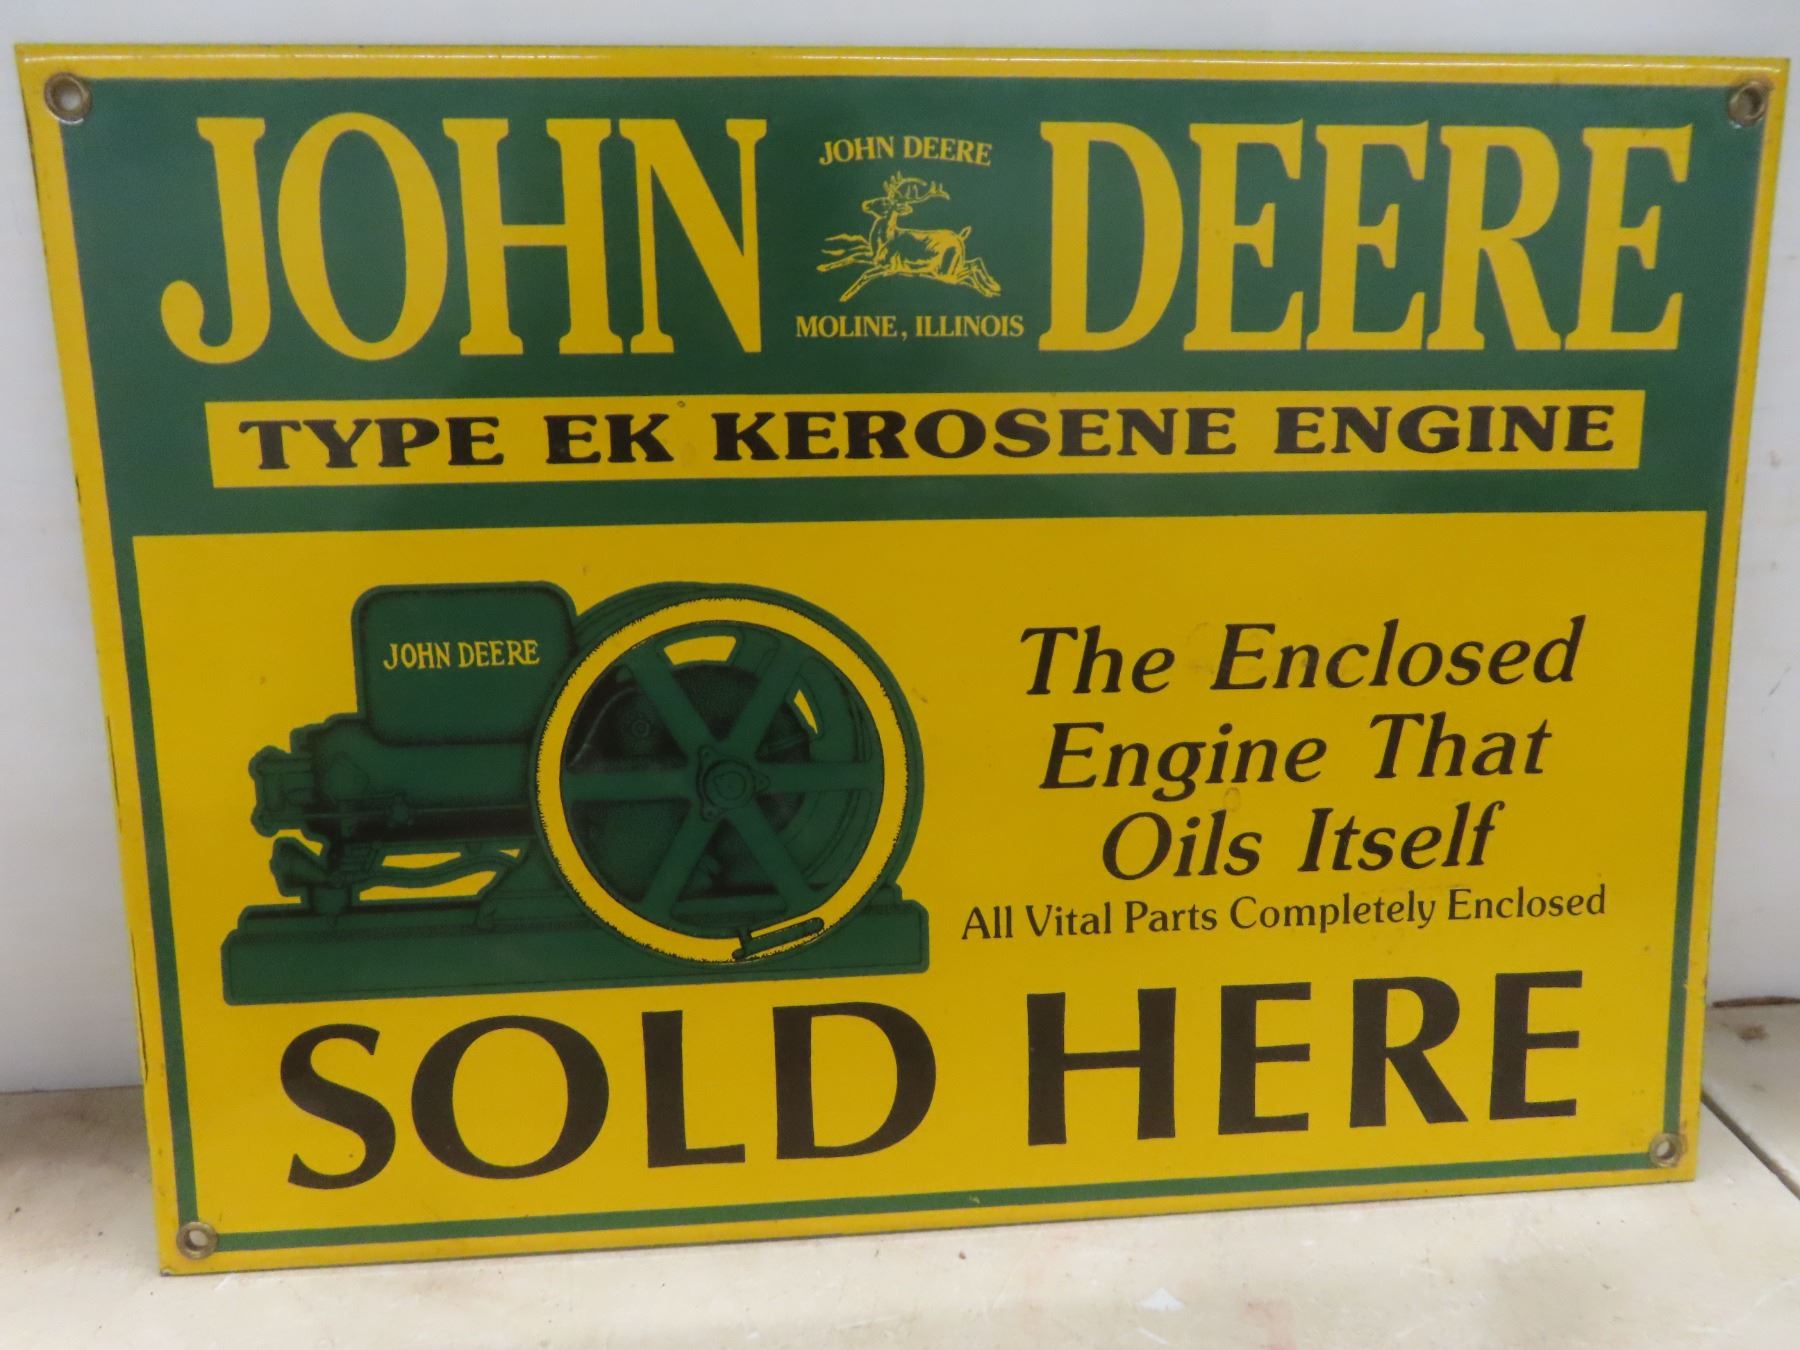 JOHN DEERE
JOHN DEERE
MOLINE, ILLINOIS
TYPE EK KEROSENE ENGINE
JOHN DEERE
The Enclosed
Engine That
Oils Itself
All Vital Parts Completely Enclosed
SOLD HERE